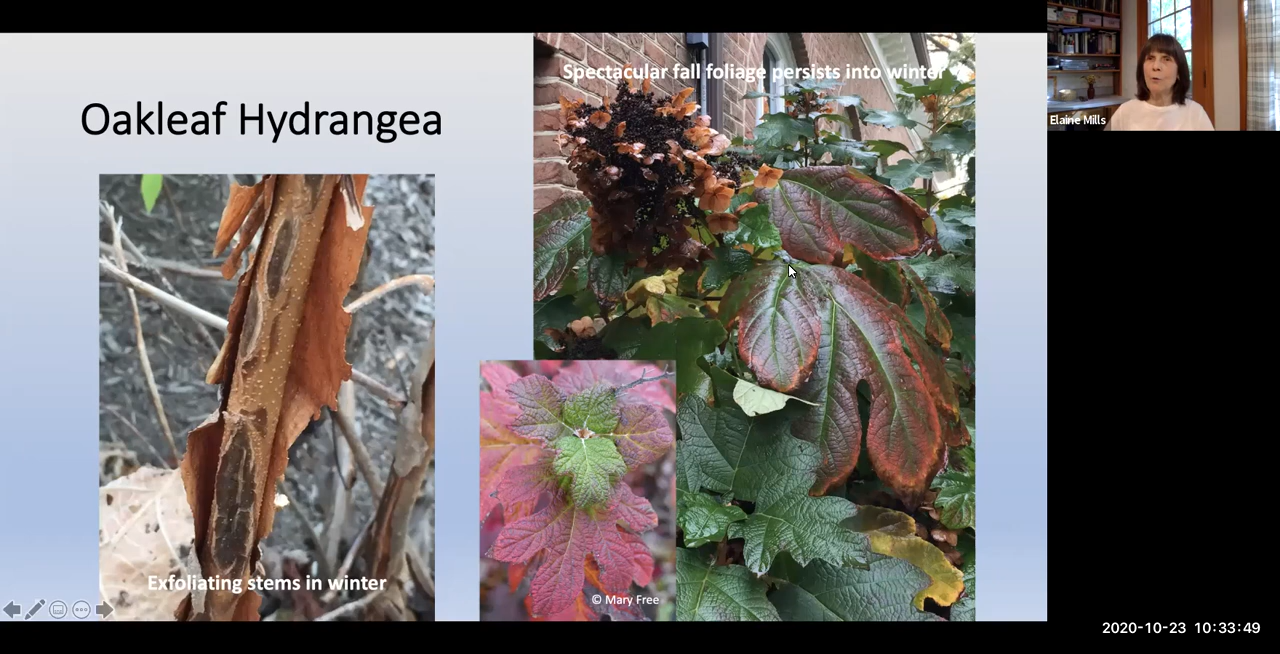 Oakleaf Hydrangea
Spectacular fall foliage persists into winter
Elaine Mills
Exfoliating stems in winter
© Mary Free
2020-10-23 10:33:49